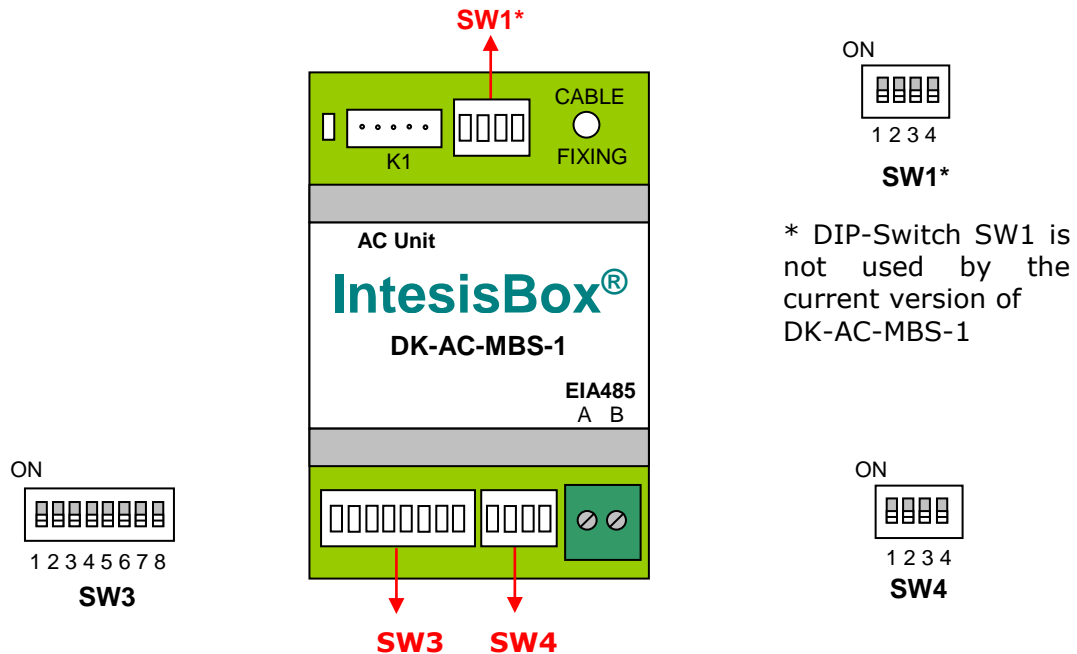 SW1*
ON
1 2 3 4
SW1*
* DIP-Switch SW1 is
not used by the
current version of
DK-AC-MBS-1
CABLE
FIXING
K1
AC Unit
IntesisBox®
DK-AC-MBS-1
EIA485
A B
ON
1 2 3 4 5 6 7 8
SW3
ON
1 2 3 4
SW4
SW3 SW4